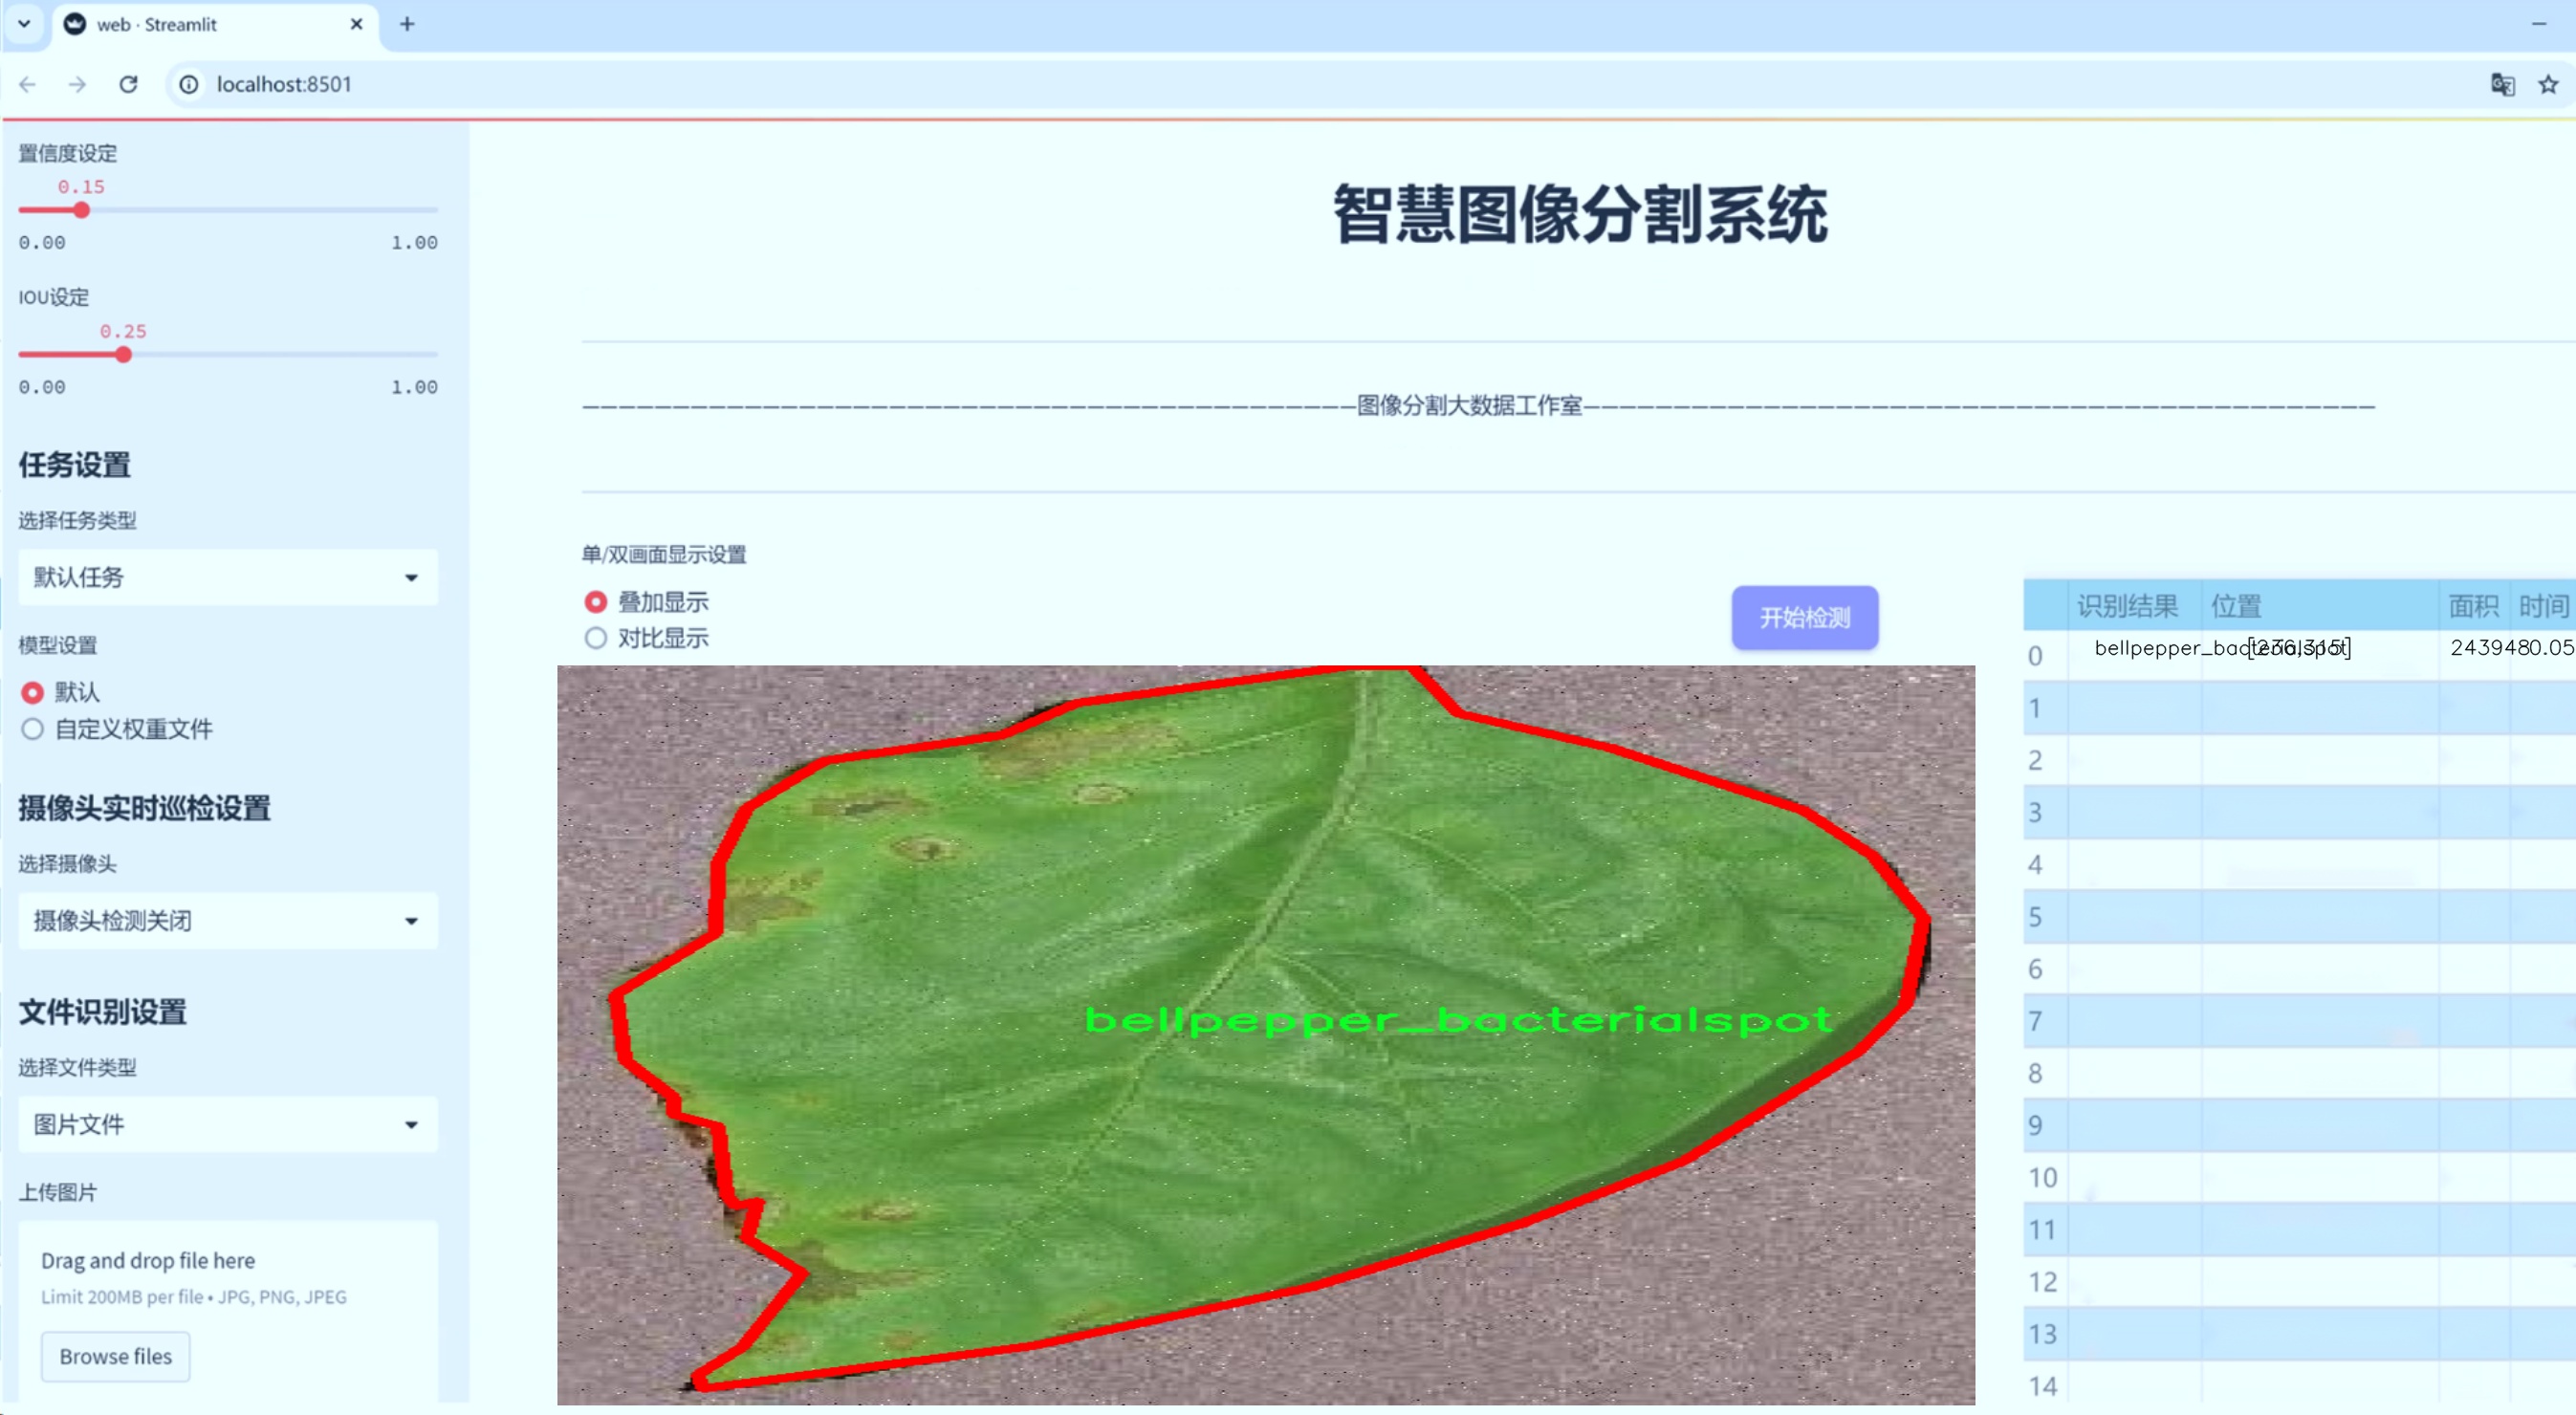 web · Streamlit
localhost:8501
置信度设定
0.15
0.00 1.00
IOU设定
0.25
0.00 1.00
任务设置
选择任务类型
默认任务
模型设置
默认
自定义权重文件
摄像头实时巡检设置
选择摄像头
摄像头检测关闭
文件识别设置
选择文件类型
图片文件
上传图片
Drag and drop file here
Limit 200MB per file • JPG, PNG, JPEG
Browse files
智慧图像分割系统
图像分割大数据工作室
单/双画面显示设置
叠加显示
对比显示
开始检测
bellpepper_bacterialspot
识别结果 位置 面积 时间
0 bellpepper_bacterialspot [236,315] 2439480.05
1
2
3
4
5
6
7
8
9
10
11
12
13
14